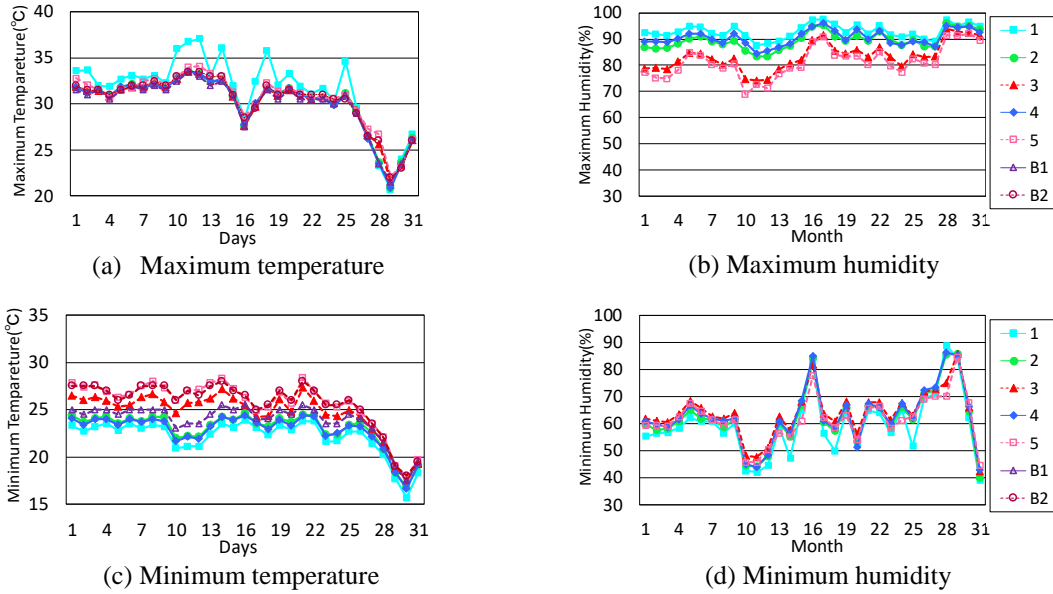 Maximum Tempareture(℃)
40
35
30
25
20
1 4 7 10 13 16 19 22 25 28 31
Days
(a) Maximum temperature
Maximum Humidity(%)
100
90
80
70
60
50
40
30
1 4 7 10 13 16 19 22 25 28 31
Month
1
2
3
4
5
B1
B2
(b) Maximum humidity
Minimum Tempareture(℃)
35
30
25
20
15
1 4 7 10 13 16 19 22 25 28 31
Days
(c) Minimum temperature
Minimum Humidity(%)
100
90
80
70
60
50
40
30
1 4 7 10 13 16 19 22 25 28 31
Month
1
2
3
4
5
B1
B2
(d) Minimum humidity